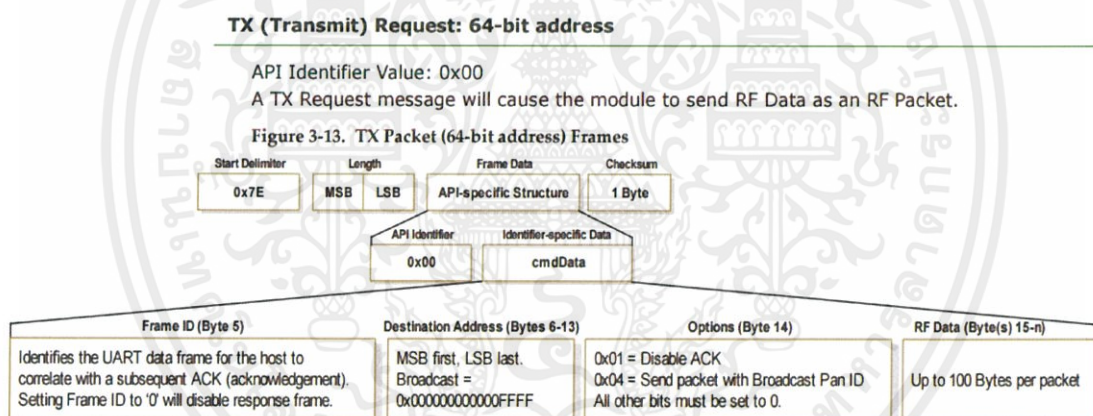 TX (Transmit) Request: 64-bit address
API Identifier Value: 0x00
A TX Request message will cause the module to send RF Data as an RF Packet.
Figure 3-13. TX Packet (64-bit address) Frames
Start Delimiter Length Frame Data Checksum
0x7E MSB LSB API-specific Structure 1 Byte
API Identifier Identifier-specific Data
0x00 cmdData
Frame ID (Byte 5)
Identifies the UART data frame for the host to
correlate with a subsequent ACK (acknowledgement).
Setting Frame ID to '0' will disable response frame.
Destination Address (Bytes 6-13)
MSB first, LSB last.
Broadcast =
0x000000000000FFFF
Options (Byte 14)
0x01 = Disable ACK
0x04 = Send packet with Broadcast Pan ID
All other bits must be set to 0.
RF Data (Byte(s) 15-n)
Up to 100 Bytes per packet